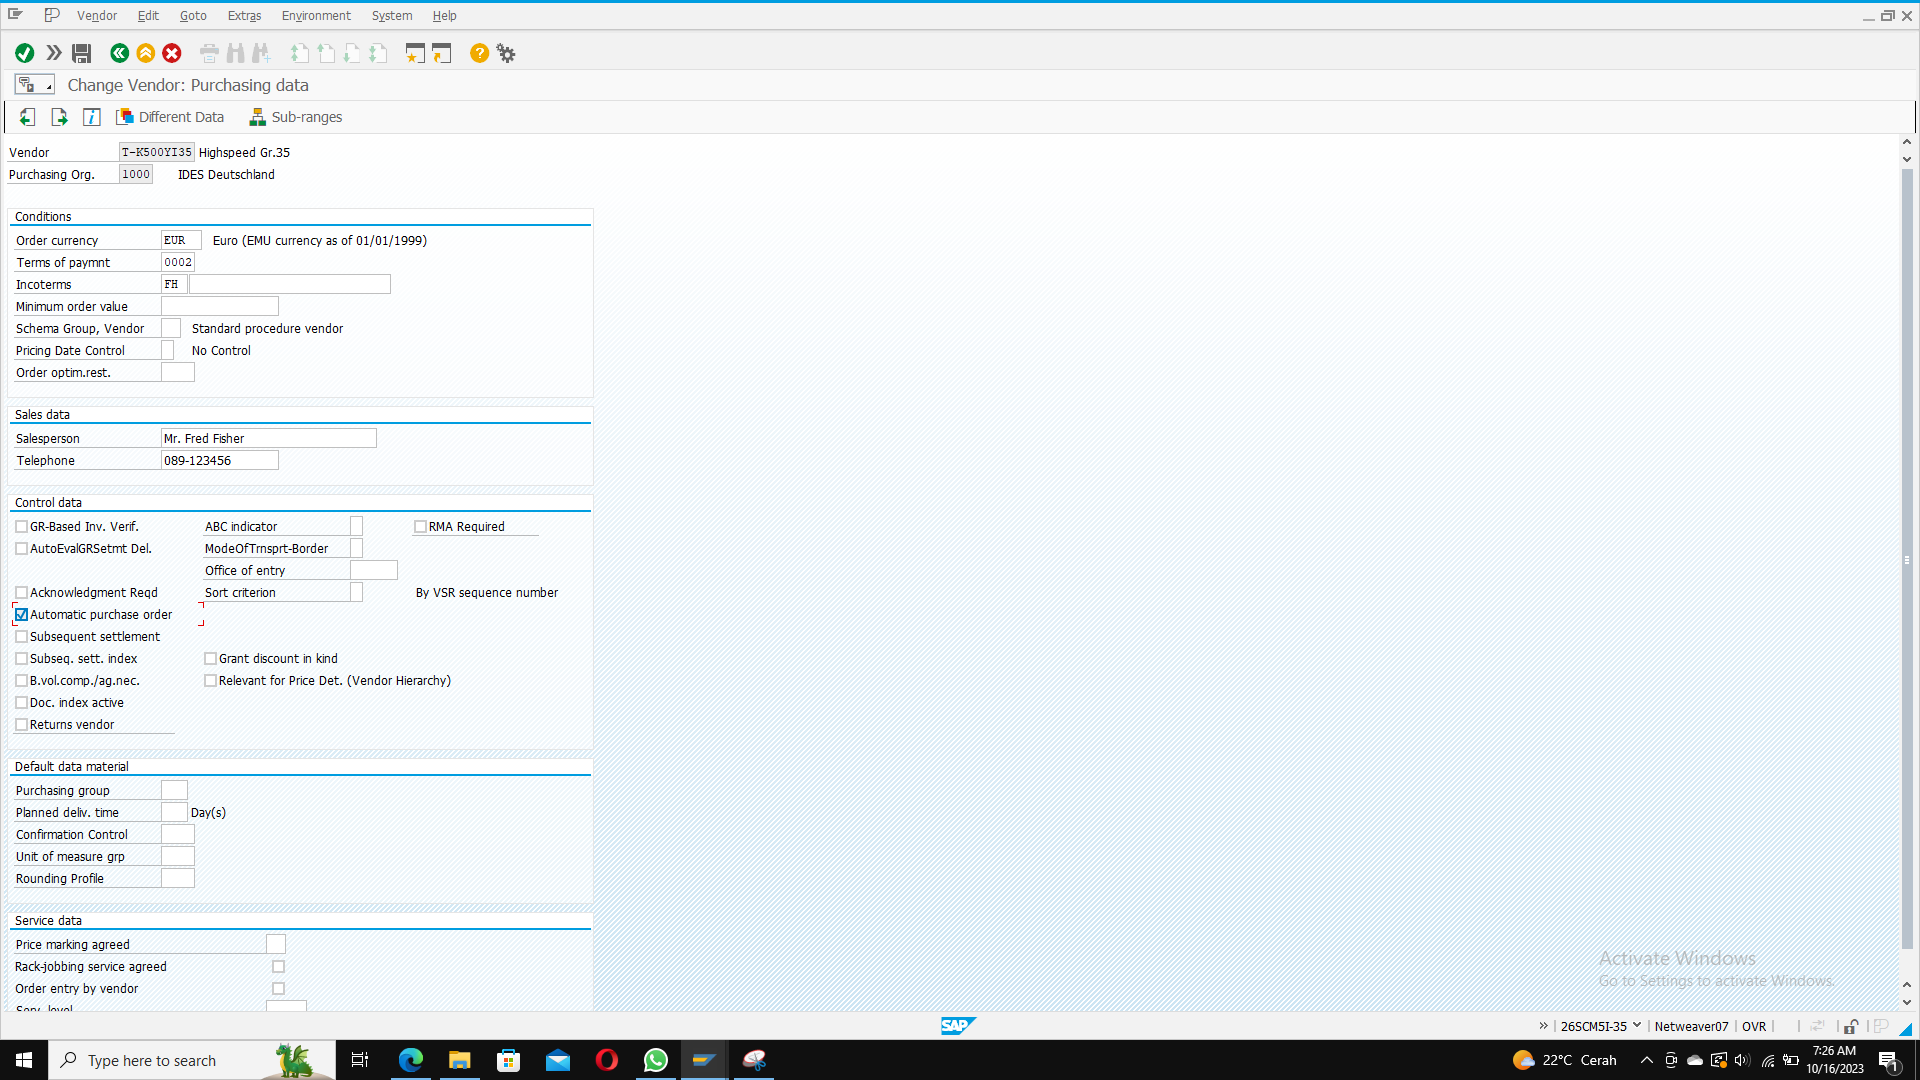 Vendor Edit Goto Extras Environment System Help
Change Vendor: Purchasing data
Different Data Sub-ranges
Vendor T-K500YI35 Highspeed Gr.35
Purchasing Org. 1000 IDES Deutschland
Conditions
Order currency EUR Euro (EMU currency as of 01/01/1999)
Terms of paymnt 0002
Incoterms FH
Minimum order value
Schema Group, Vendor Standard procedure vendor
Pricing Date Control No Control
Order optim.rest.
Sales data
Salesperson Mr. Fred Fisher
Telephone 089-123456
Control data
GR-Based Inv. Verif. ABC indicator RMA Required
AutoEvalGRSetmt Del. ModeOfTrnsprt-Border
Office of entry
Acknowledgment Reqd Sort criterion By VSR sequence number
Automatic purchase order
Subsequent settlement
Subseq. sett. index Grant discount in kind
B.vol.comp./ag.nec. Relevant for Price Det. (Vendor Hierarchy)
Doc. index active
Returns vendor
Default data material
Purchasing group
Planned deliv. time Day(s)
Confirmation Control
Unit of measure grp
Rounding Profile
Service data
Price marking agreed
Rack-jobbing service agreed
Order entry by vendor
Serv. level
Activate Windows
Go to Settings to activate Windows.
SAP 26SCM5I-35 Netweaver07 OVR
Type here to search 22°C Cerah 7:26 AM
10/16/2023 1